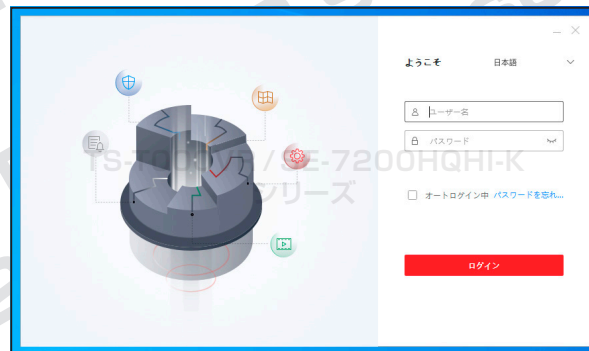 ようこそ
日本語
ユーザー名
パスワード
オートログイン中 パスワードを忘れ...
ログイン
-7200HQHI-K
シリーズ